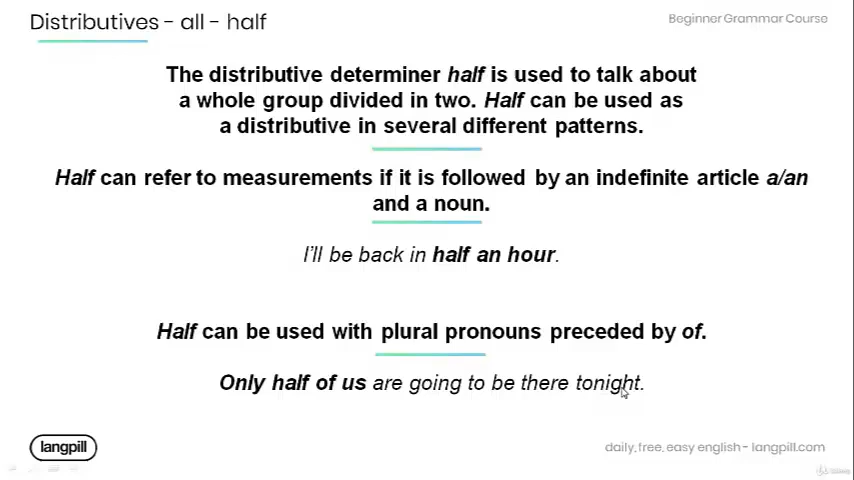 Distributives - all - half
Beginner Grammar Course
The distributive determiner half is used to talk about
a whole group divided in two. Half can be used as
a distributive in several different patterns.
Half can refer to measurements if it is followed by an indefinite article a/an
and a noun.
I'll be back in half an hour.
Half can be used with plural pronouns preceded by of.
Only half of us are going to be there tonight.
langpill
daily, free, easy english - langpill.com